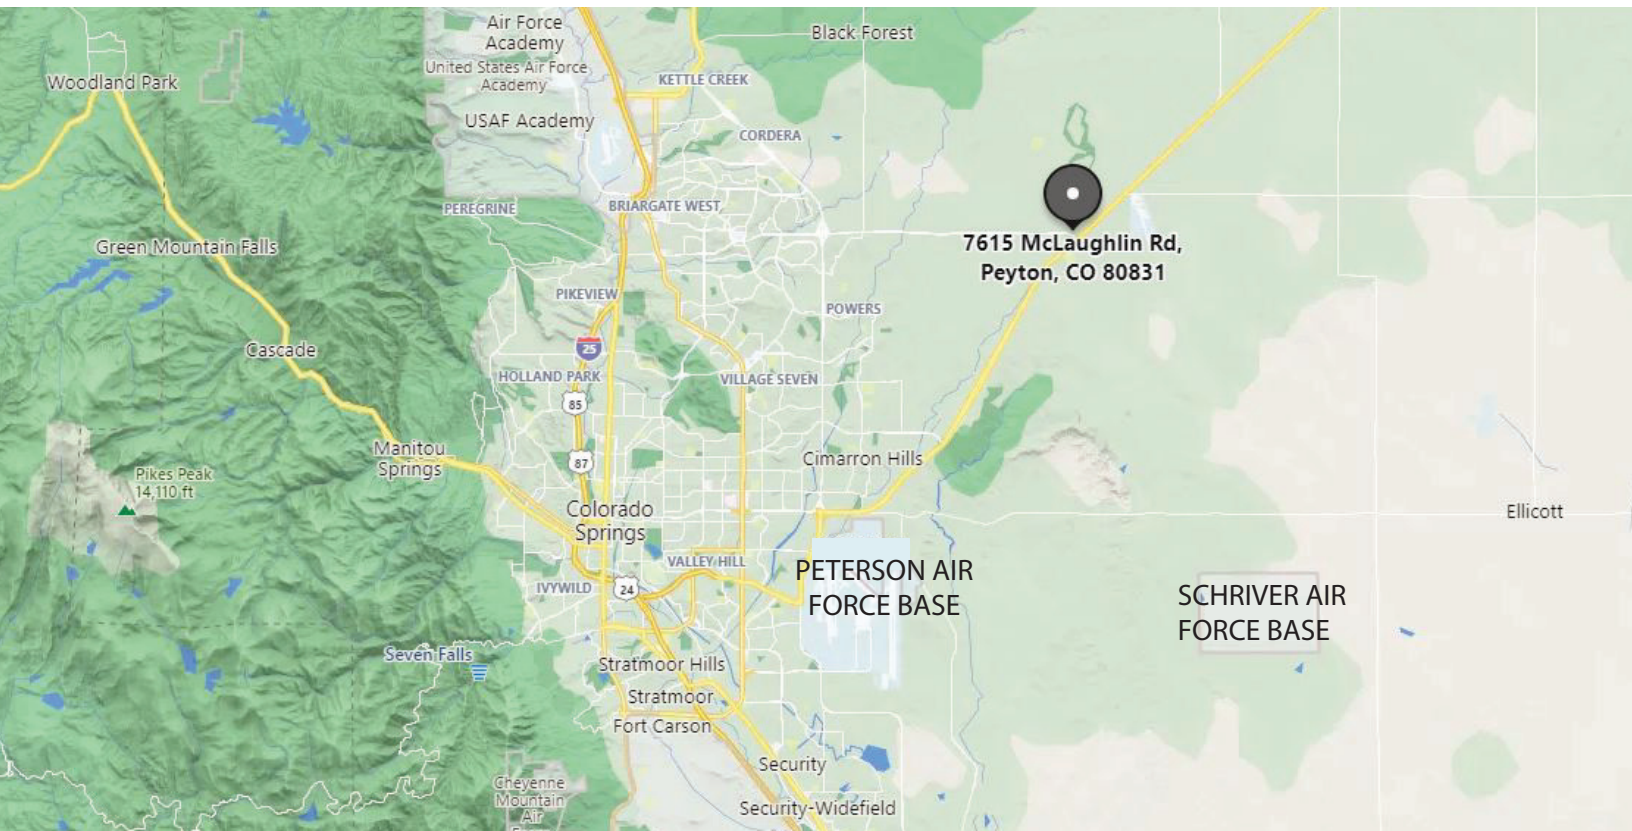 Air Force
Academy
United States Air Force
Academy
USAF Academy
Black Forest
KETTLE CREEK
Woodland Park
CORDERA
PEREGRINE
BRIARGATE WEST
Green Mountain Falls
7615 McLaughlin Rd,
Peyton, CO 80831
PIKEVIEW
POWERS
25
Cascade
HOLLAND PARK
VILLAGE SEVEN
85
Manitou
Springs
87
Cimarron Hills
Pikes Peak
14,110 ft
Colorado
Springs
Ellicott
VALLEY HILL
PETERSON AIR
FORCE BASE
IVYWILD
24
SCHRIVER AIR
FORCE BASE
Seven Falls
Stratmoor Hills
Stratmoor
Fort Carson
Security
Cheyenne
Mountain
Air
Security-Widefield